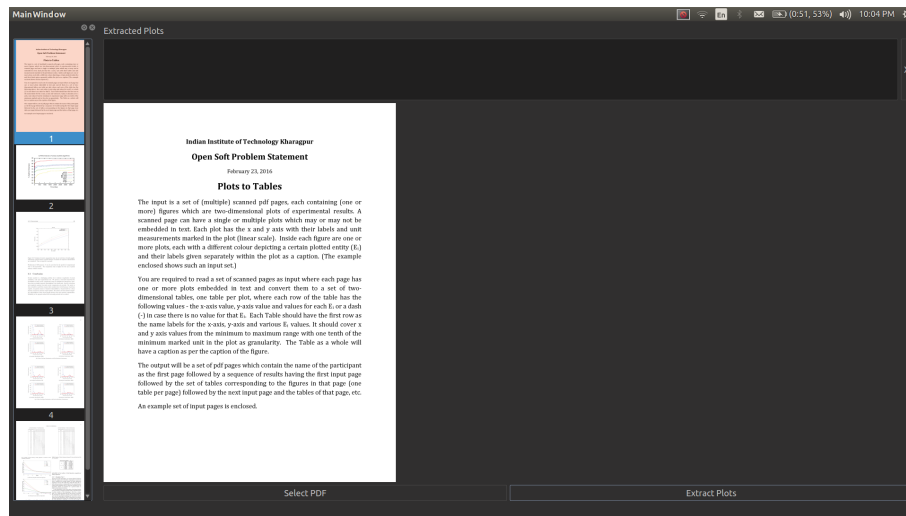 MainWindow
En
(0:51, 53%)
10:04 PM
Extracted Plots
1
2
3
4
Indian Institute of Technology Kharagpur
Open Soft Problem Statement
February 23, 2016
Plots to Tables
The input is a set of (multiple) scanned pdf pages, each containing (one or
more) figures which are two-dimensional plots of experimental results. A
scanned page can have a single or multiple plots which may or may not be
embedded in text. Each plot has the x and y axis with their labels and unit
measurements marked in the plot (linear scale). Inside each figure are one or
more plots, each with a different colour depicting a certain plotted entity (Ei)
and their labels given separately within the plot as a caption. (The example
enclosed shows such an input set.)
You are required to read a set of scanned pages as input where each page has
one or more plots embedded in text and convert them to a set of two-
dimensional tables, one table per plot, where each row of the table has the
following values - the x-axis value, y-axis value and values for each Ei or a dash
(-) in case there is no value for that Ei. Each Table should have the first row as
the name labels for the x-axis, y-axis and various Ei values. It should cover x
and y axis values from the minimum to maximum range with one tenth of the
minimum marked unit in the plot as granularity. The Table as a whole will
have a caption as per the caption of the figure.
The output will be a set of pdf pages which contain the name of the participant
as the first page followed by a sequence of results having the first input page
followed by the set of tables corresponding to the figures in that page (one
table per page) followed by the next input page and the tables of that page, etc.
An example set of input pages is enclosed.
Select PDF
Extract Plots